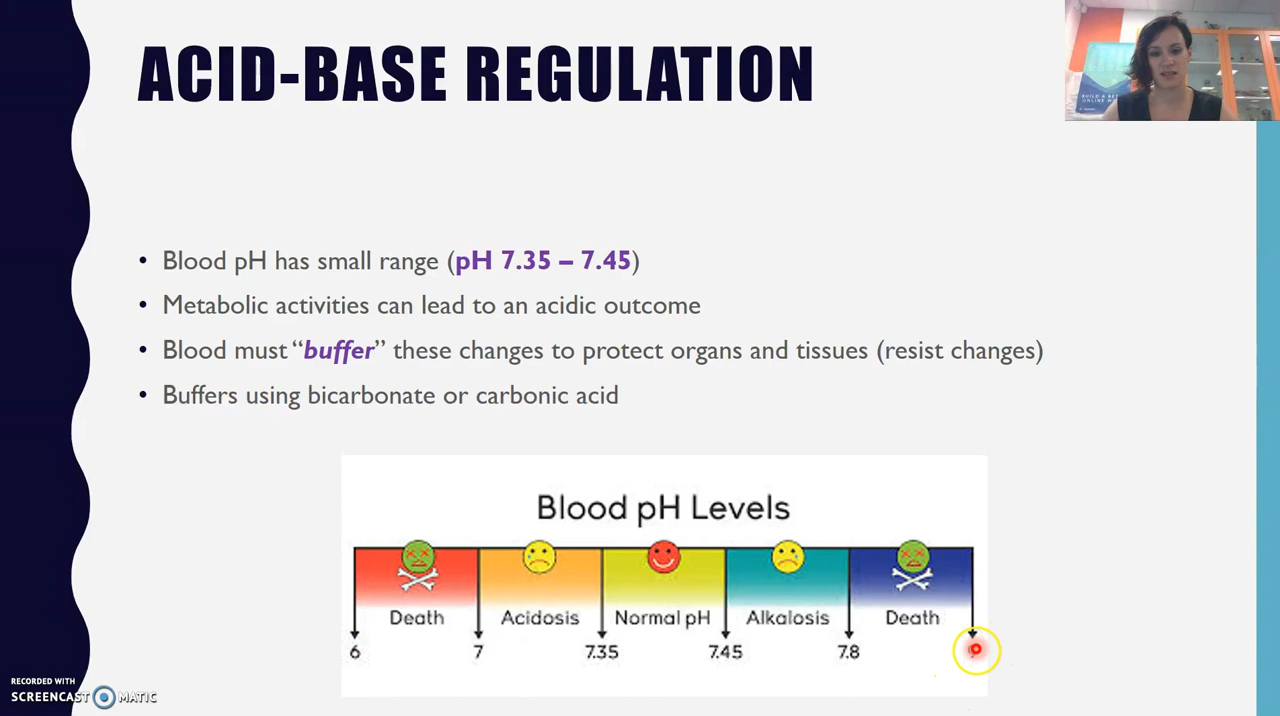 ACID-BASE REGULATION
• Blood pH has small range (pH 7.35 – 7.45)
• Metabolic activities can lead to an acidic outcome
• Blood must “buffer” these changes to protect organs and tissues (resist changes)
• Buffers using bicarbonate or carbonic acid
Blood pH Levels
Death Acidosis Normal pH Alkalosis Death
6 7 7.35 7.45 7.8
RECORDED WITH
SCREENCAST MATIC
BUILD A
ONLINE